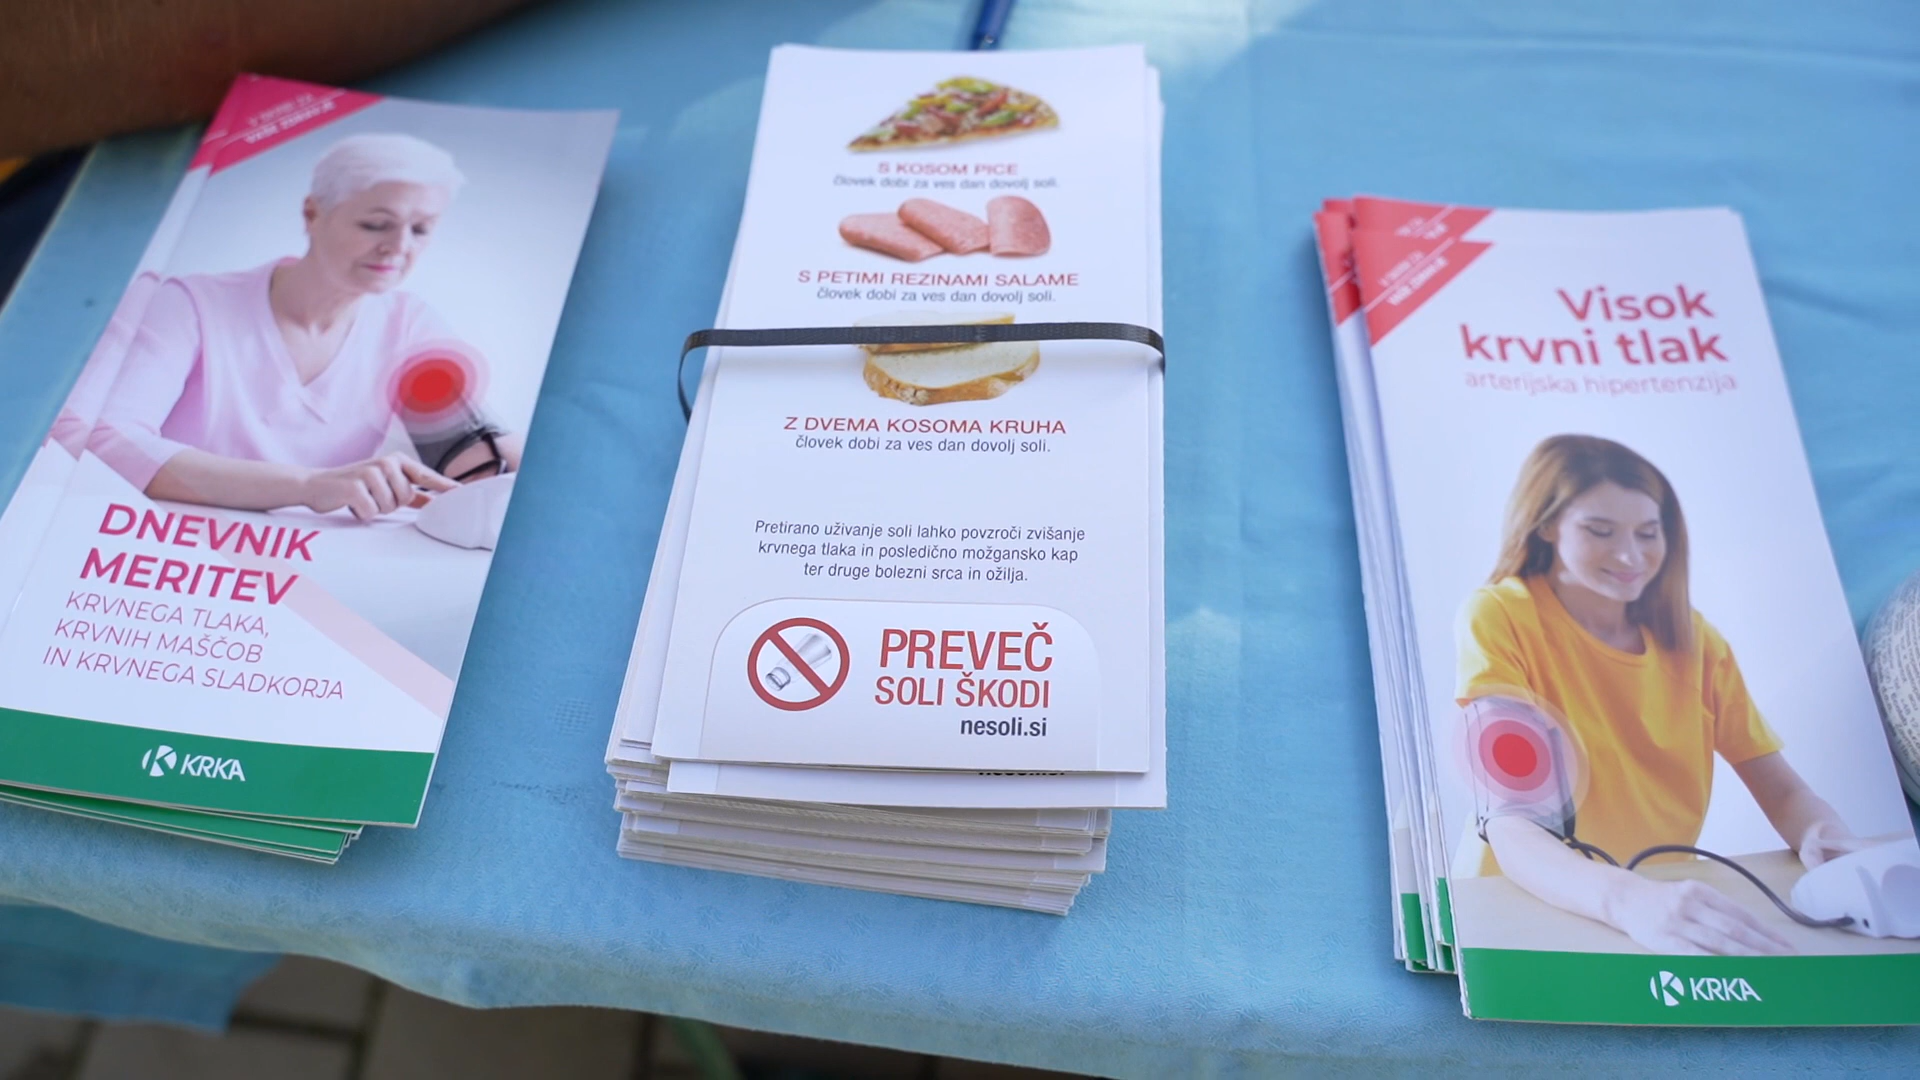 DNEVNIK
MERITEV
KRVNEGA TLAKA,
KRVNIH MAŠČOB
IN KRVNEGA SLADKORJA
KRKA
S KOSOM PICE
človek dobi za ves dan dovolj soli.
S PETIMI REZINAMI SALAME
človek dobi za ves dan dovolj soli.
Z DVEMA KOSOMA KRUHA
človek dobi za ves dan dovolj soli.
Pretirano uživanje soli lahko povzroči zvišanje
krvnega tlaka in posledično možgansko kap
ter druge bolezni srca in ožilja.
PREVEČ
SOLI ŠKODI
nesoli.si
Visok
krvni tlak
arterijska hipertenzija
KRKA